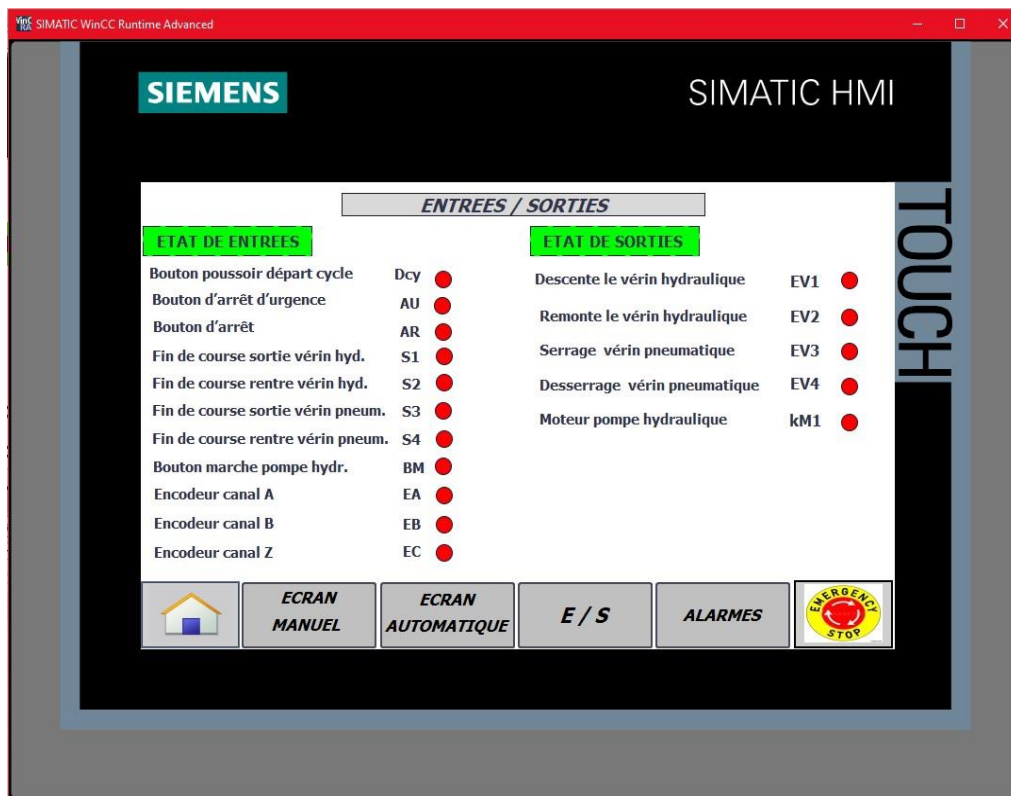 SIMATIC WinCC Runtime Advanced
SIEMENS
SIMATIC HMI
TOUCH
ENTREES / SORTIES
ETAT DE ENTREES
Bouton poussoir départ cycle Dcy
Bouton d'arrêt d'urgence AU
Bouton d'arrêt AR
Fin de course sortie vérin hyd. S1
Fin de course rentre vérin hyd. S2
Fin de course sortie vérin pneum. S3
Fin de course rentre vérin pneum. S4
Bouton marche pompe hydr. BM
Encodeur canal A EA
Encodeur canal B EB
Encodeur canal Z EC
ETAT DE SORTIES
Descente le vérin hydraulique EV1
Remonte le vérin hydraulique EV2
Serrage vérin pneumatique EV3
Desserrage vérin pneumatique EV4
Moteur pompe hydraulique kM1
ECRAN
MANUEL
ECRAN
AUTOMATIQUE
E / S
ALARMES
EMERGENCY
STOP